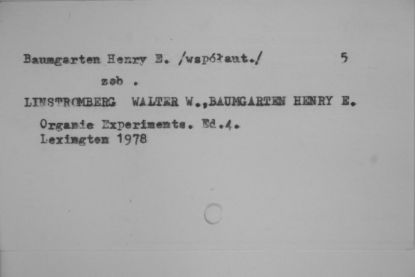 Baumgarten Henry E. /współaut./ 5
zob .
LINSTROMBERG WALTER W.,BAUMGARTEN HENRY E.
Organic Experiments. Ed.4.
Lexington 1978